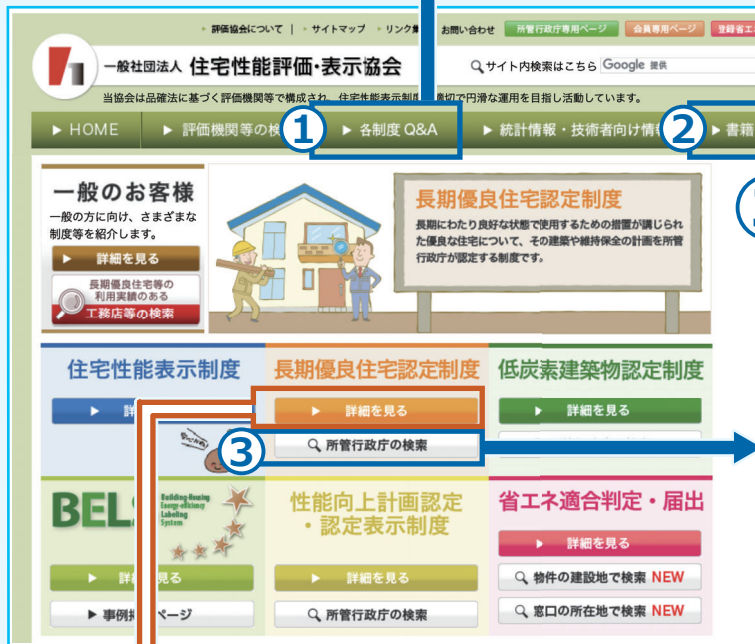 評価協会について | ・サイトマップ ・リンク お問い合わせ 所管行政庁専用ページ 会員専用ページ 登録省エネ
一般社団法人 住宅性能評価・表示協会
サイト内検索はこちら Google 提供
当協会は品確法に基づく評価機関等で構成され、住宅性能表示制度 適切で円滑な運用を目指し活動しています。
▶ HOME ▶ 評価機関等の検 ① ▶ 各制度 Q&A ▶ 統計情報・技術者向け情 ② ▶ 書籍
一般のお客様
一般の方に向け、さまざまな
制度等を紹介します。
▶ 詳細を見る
長期優良住宅等の
利用実績のある
工務店等の検索
長期優良住宅認定制度
長期にわたり良好な状態で使用するための措置が講じられ
た優良な住宅について、その建築や維持保全の計画を所管
行政庁が認定する制度です。
住宅性能表示制度
▶ 詳
長期優良住宅認定制度
▶ 詳細を見る
③ 所管行政庁の検索
低炭素建築物認定制度
▶ 詳細を見る
BELS
Building-Housing
Energy-efficiency
Labeling
System
▶ 詳 見る
▶ 事例 ページ
性能向上計画認定
・認定表示制度
▶ 詳細を見る
所管行政庁の検索
省エネ適合判定・届出
▶ 詳細を見る
物件の建設地で検索 NEW
窓口の所在地で検索 NEW